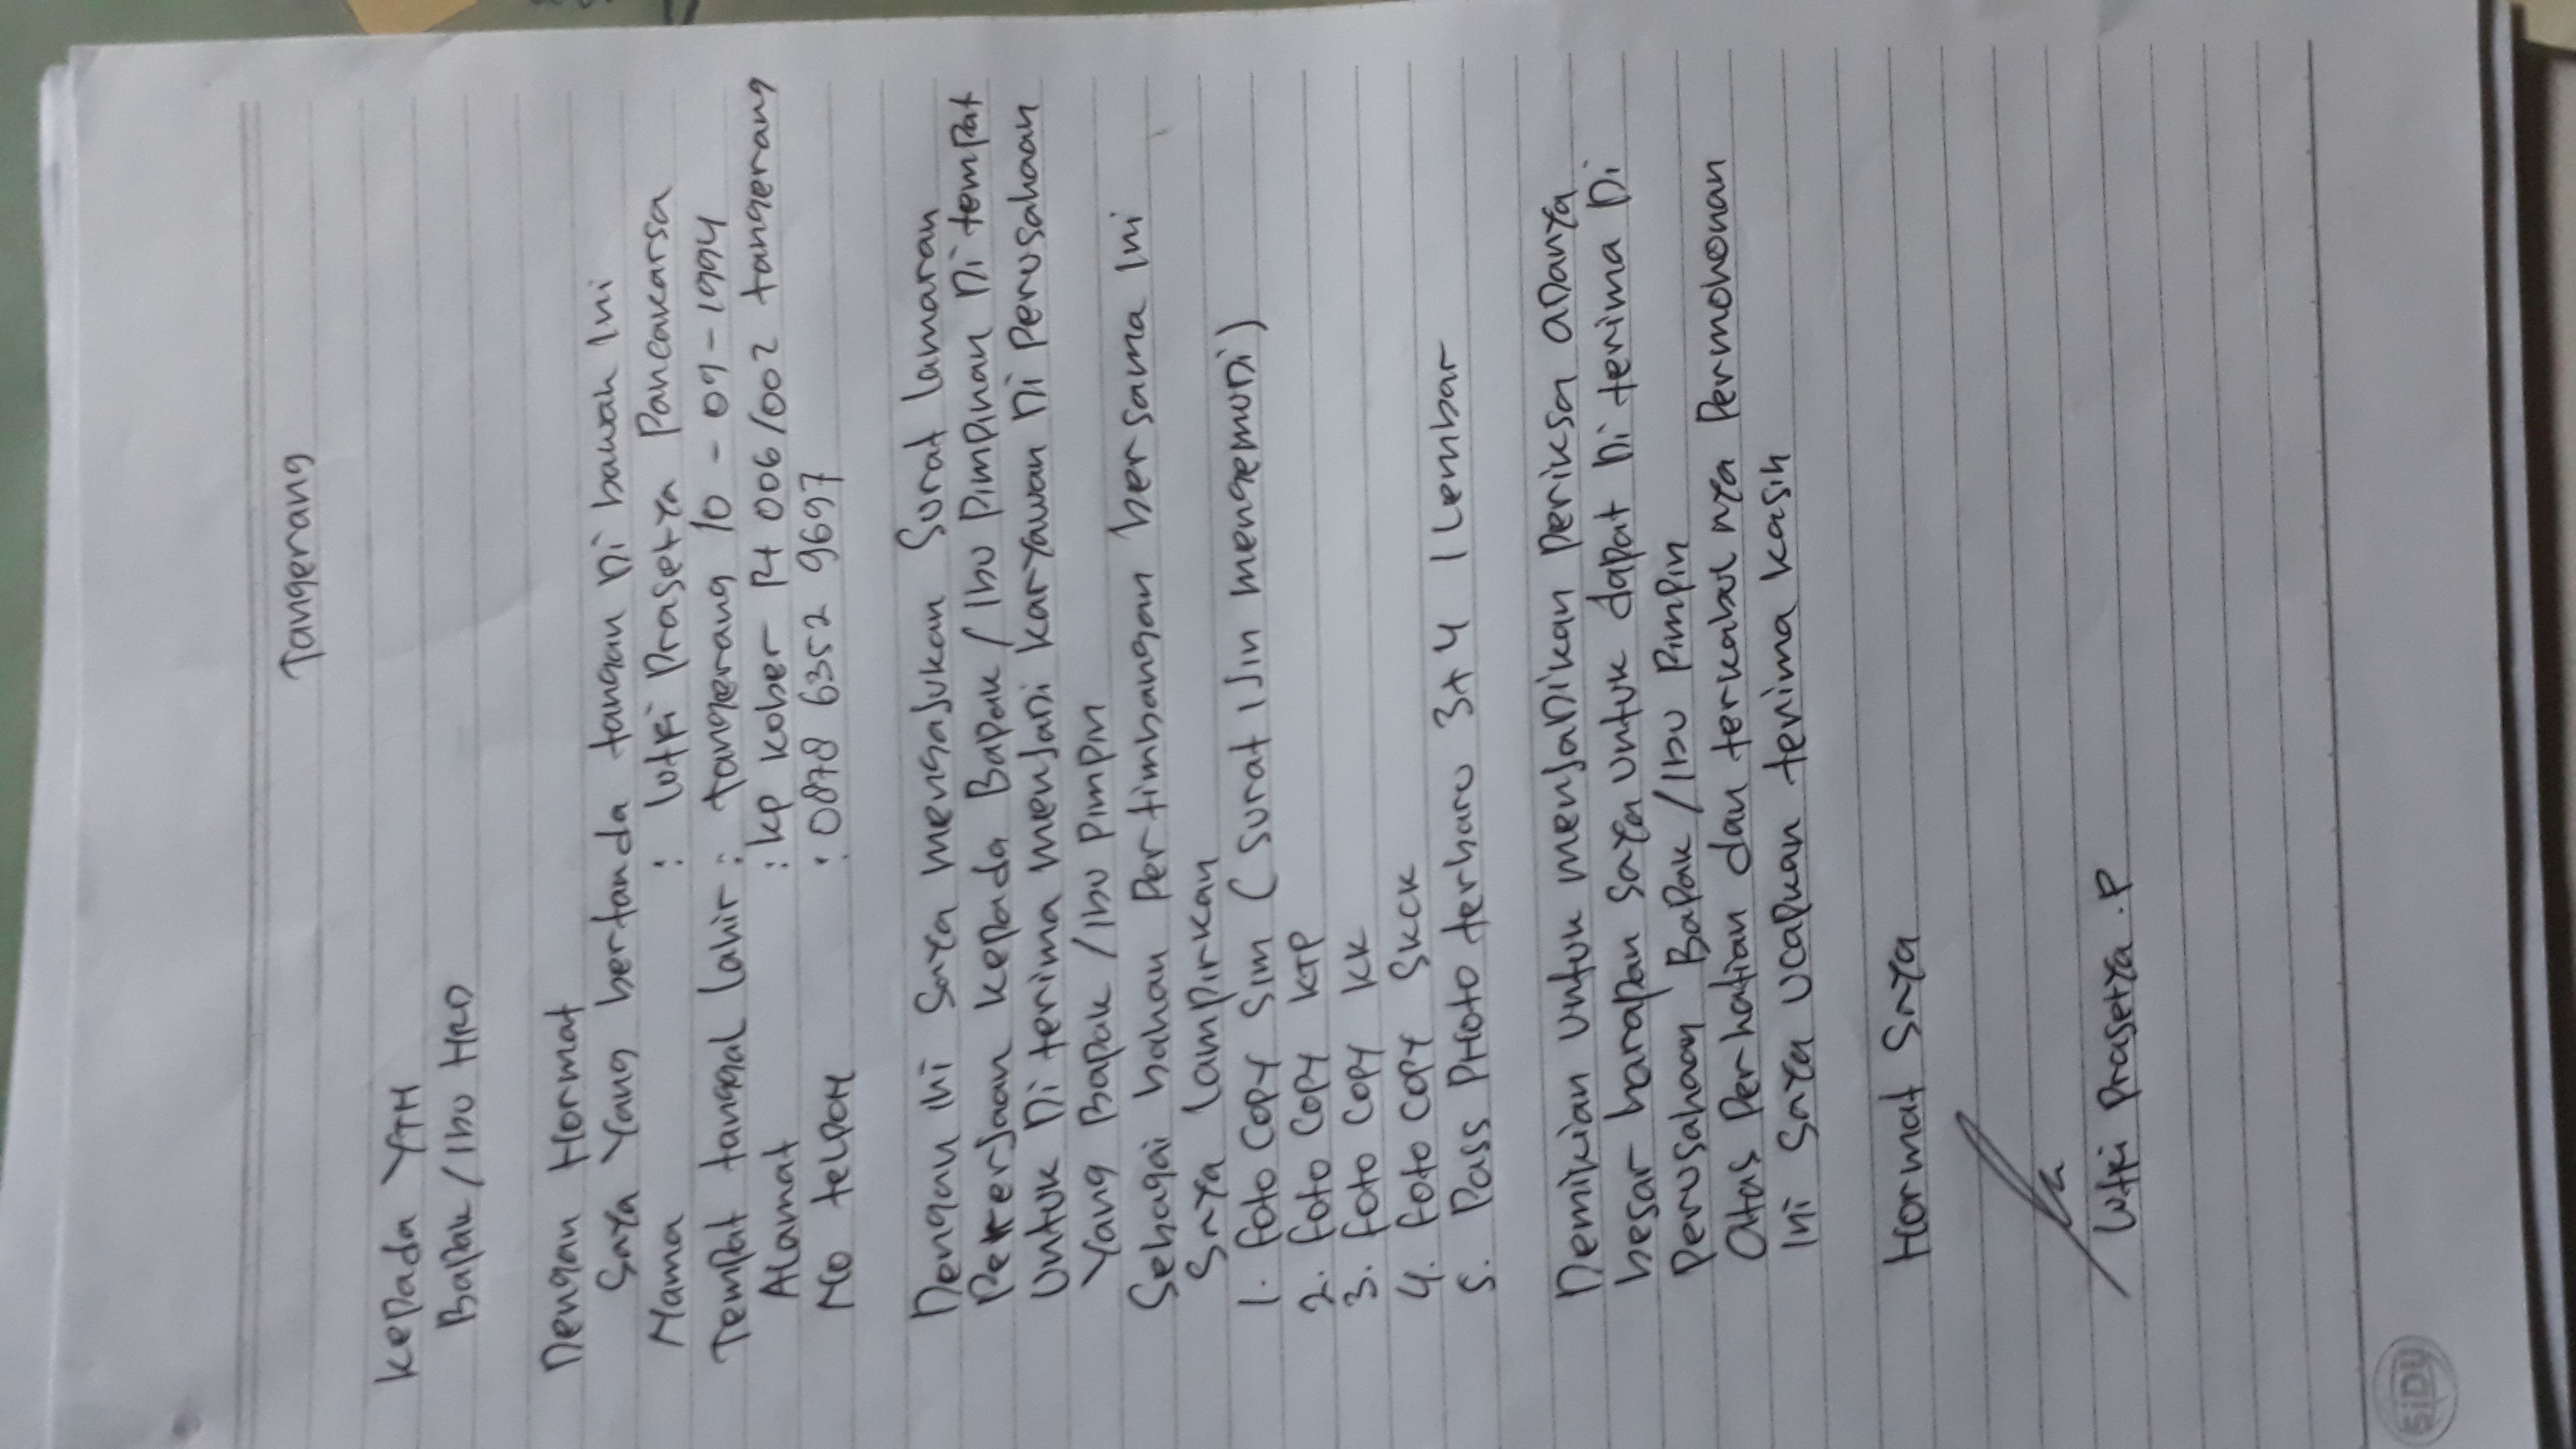 Tangerang
Kepada YTH
Bapak / Ibu HRD
Dengan Hormat
Saya Yang bertanda tangan Di bawah Ini
Nama : lutfi Prasetya Pancakarsa
Tempat tanggal lahir : tangerang 10 - 09 - 1994
Alamat : kp kober Rt 006/002 tangerang
No telpon : 0878 6352 9697
Dengan ini Saya mengajukan Surat lamaran
Pekerjaan kepada Bapak / Ibu Pimpinan Di tempat
Untuk Di terima menjadi karyawan Di Perusahaan
Yang Bapak / Ibu Pimpin
Sebagai bahan Pertimbangan bersama Ini
Saya lampirkan
1. foto Copy Sim ( Surat Ijin mengemudi )
2. foto Copy KTP
3. foto Copy KK
4. foto Copy SKCK
5. Pass Photo terbaru 3x4 1 Lembar
Demikian Untuk menjadikan Periksa adanya
besar harapan Saya Untuk dapat Di terima Di
Perusahaan Bapak / Ibu Pimpin
Atas Perhatian dan terkabul nya Permohonan
Ini Saya Ucapkan terima kasih
Hormat Saya
lutfi Prasetya . P
SiDU